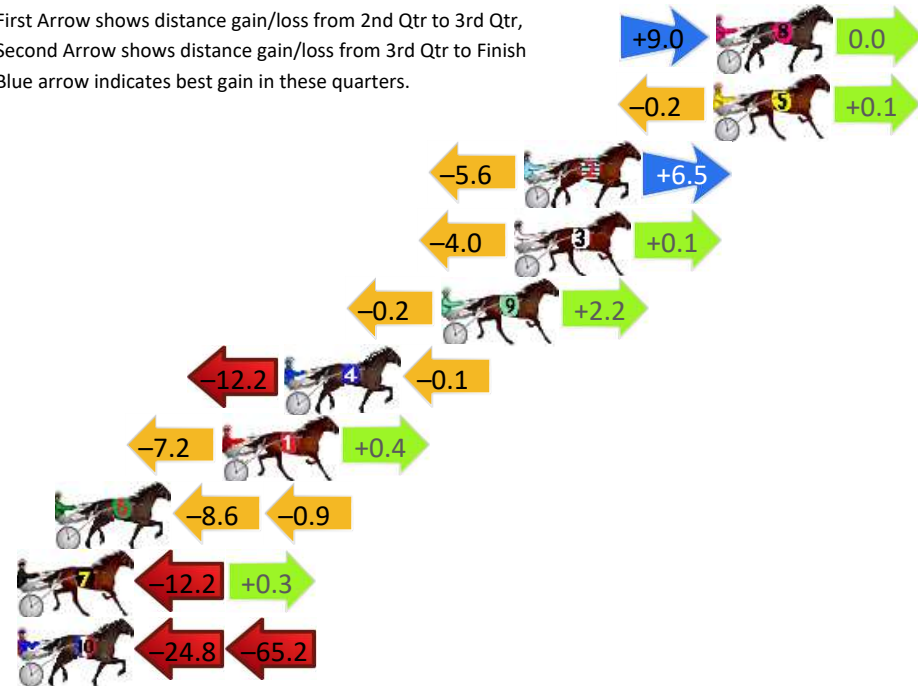 First Arrow shows distance gain/loss from 2nd Qtr to 3rd Qtr,
Second Arrow shows distance gain/loss from 3rd Qtr to Finish
Blue arrow indicates best gain in these quarters.
+9.0 8 0.0
−0.2 5 +0.1
−5.6 2 +6.5
−4.0 3 +0.1
−0.2 9 +2.2
−12.2 4 −0.1
−7.2 1 +0.4
6 −8.6 −0.9
7 −12.2 +0.3
10 −24.8 −65.2